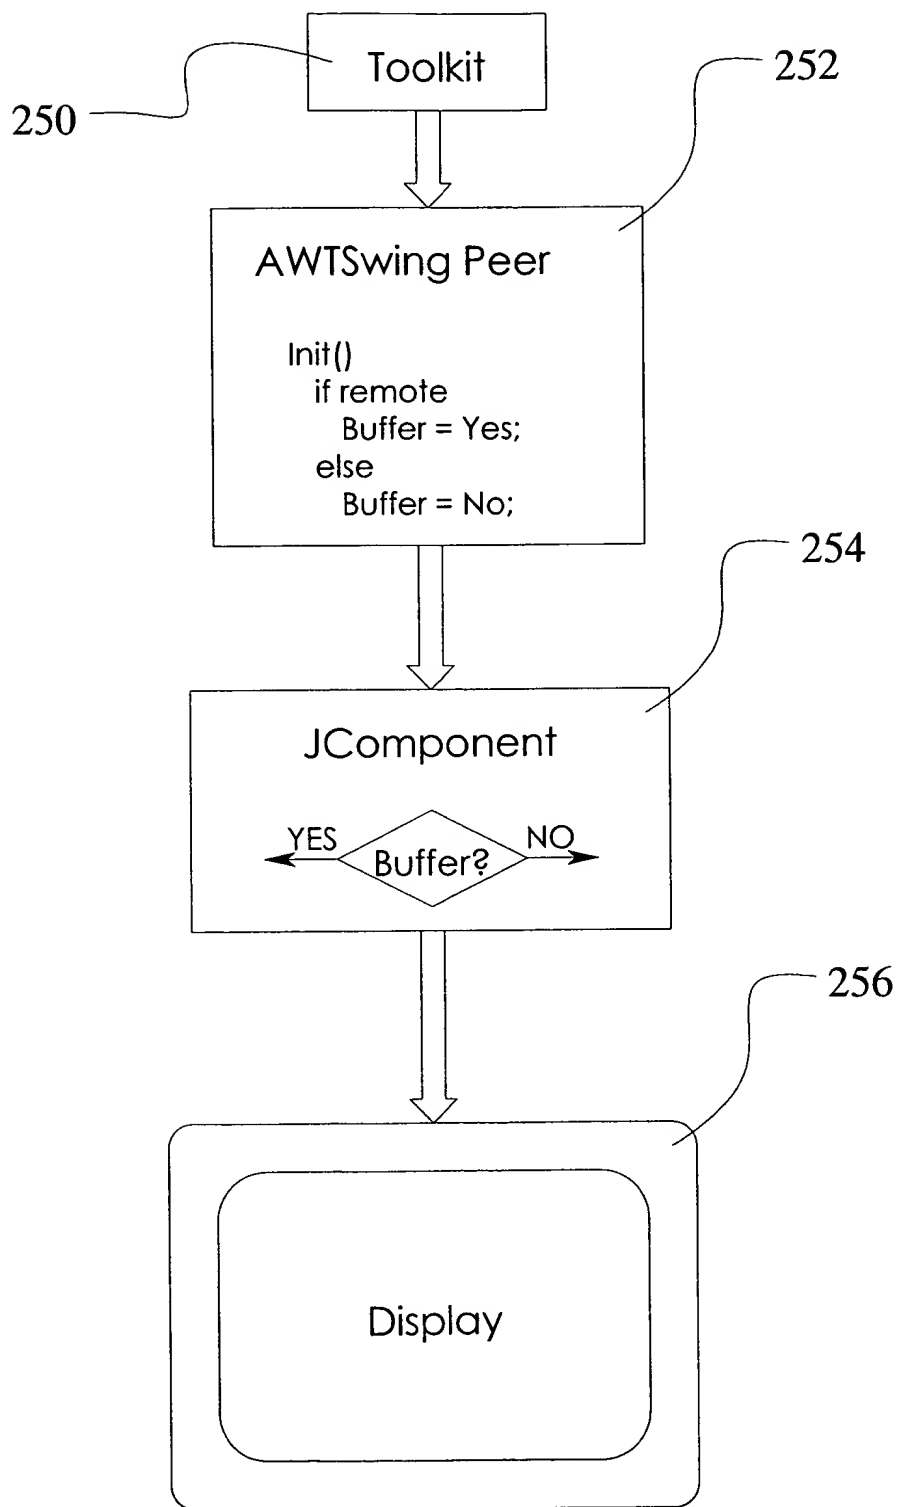 Toolkit
250
252
AWTSwing Peer
Init()
if remote
Buffer = Yes;
else
Buffer = No;
254
JComponent
YES
Buffer?
NO
256
Display